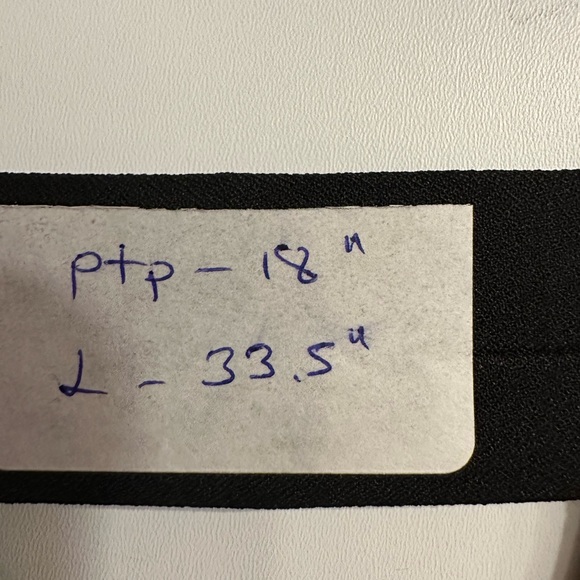 ptp - 18"
L - 33.5"